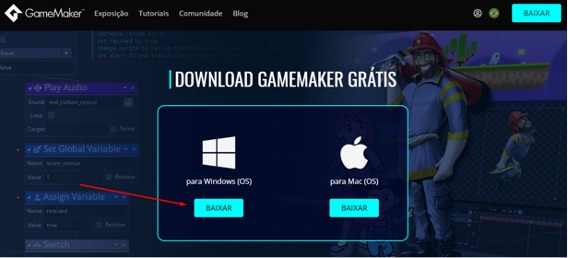 GameMaker
Exposição Tutoriais Comunidade Blog
BAIXAR
Equal
Value
▶ Play Audio
Sound snd_civilian_rescue
Loop
Target Temp
Set Global Variable
Name score_rescue
Value 1 Relative
Assign Variable
Name rescued
Value true Relative
Switch
DOWNLOAD GAMEMAKER GRÁTIS
para Windows (OS) para Mac (OS)
BAIXAR BAIXAR